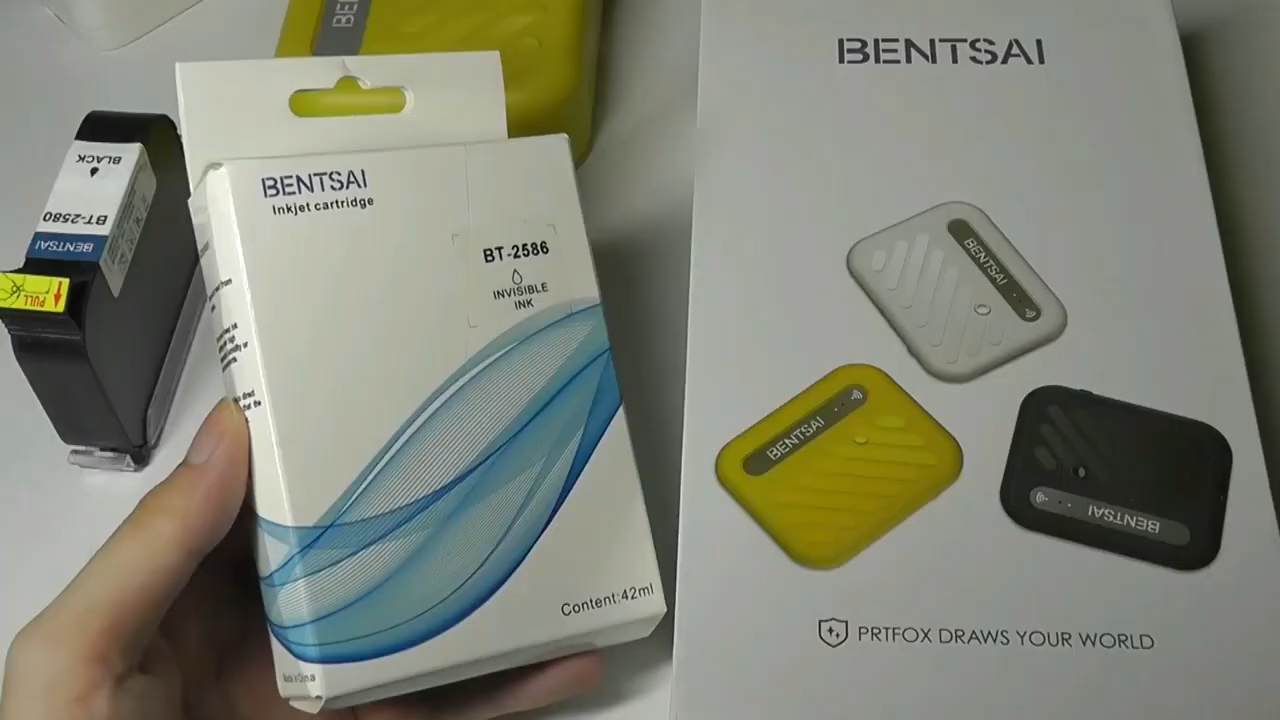 BEN
BLACK
BT-2580
BENTSAI
PULL
BENTSAI
Inkjet cartridge
BT-2586
INVISIBLE
INK
Content:42ml
BENTSAI
BENTSAI
BENTSAI
BENTSAI
PRTFOX DRAWS YOUR WORLD